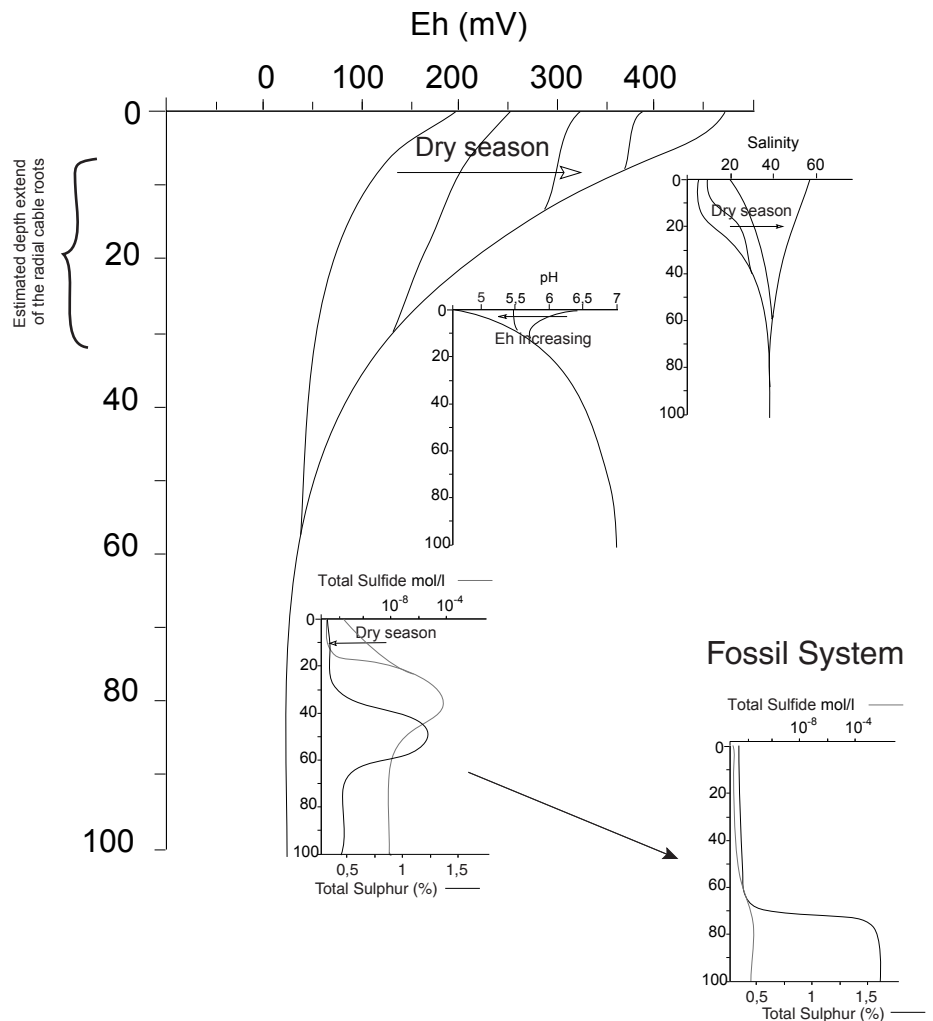 Eh (mV)
0 100 200 300 400
0
20
40
60
80
100
Estimated depth extend
of the radial cable roots
Dry season
Salinity
20 40 60
0
20
40
60
80
100
Dry season
pH
5 5.5 6 6.5 7
0
20
40
60
80
100
Eh increasing
Total Sulfide mol/l
10-8 10-4
0
20
40
60
80
100
Dry season
0,5 1 1,5
Total Sulphur (%)
Fossil System
Total Sulfide mol/l
10-8 10-4
0
20
40
60
80
100
0,5 1 1,5
Total Sulphur (%)